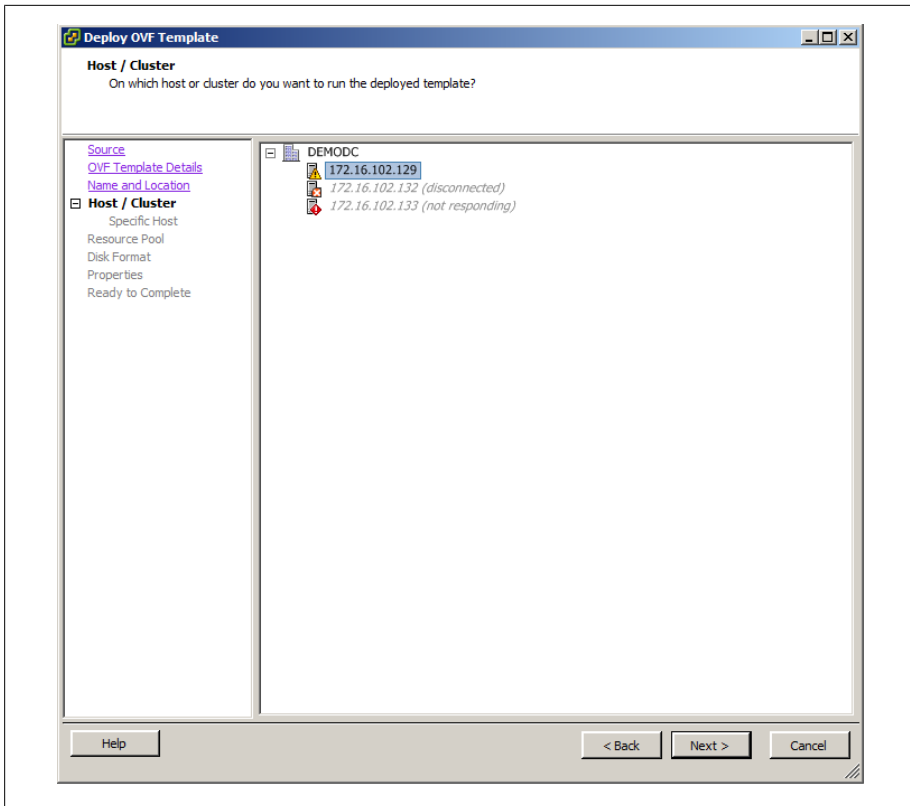 Deploy OVF Template
Host / Cluster
On which host or cluster do you want to run the deployed template?
Source
OVF Template Details
Name and Location
Host / Cluster
Specific Host
Resource Pool
Disk Format
Properties
Ready to Complete
DEMODC
172.16.102.129
172.16.102.132 (disconnected)
172.16.102.133 (not responding)
Help
< Back
Next >
Cancel